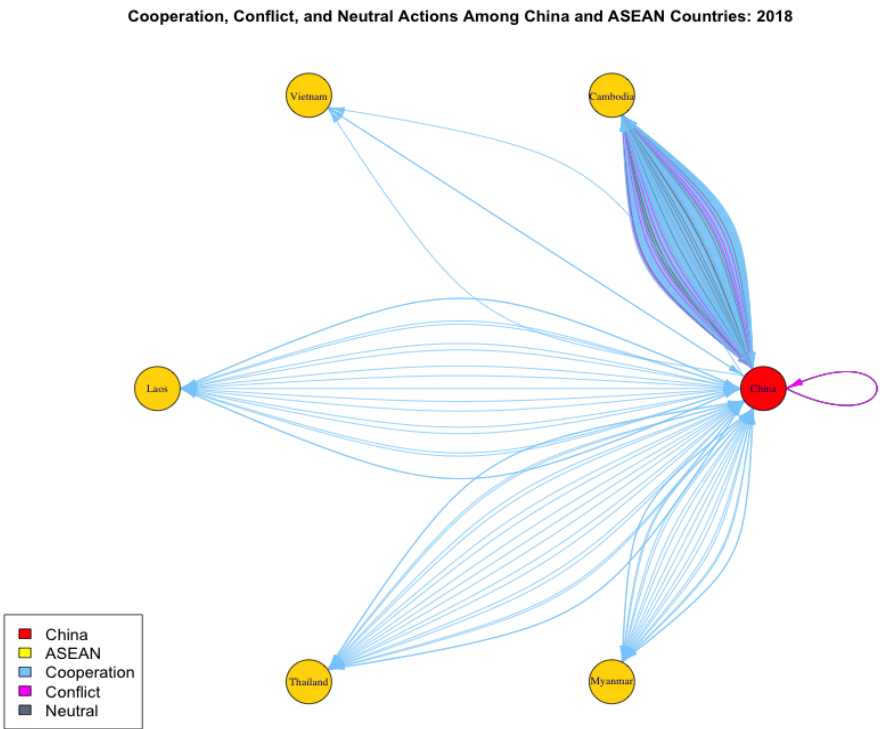 Cooperation, Conflict, and Neutral Actions Among China and ASEAN Countries: 2018
Vietnam
Cambodia
Laos
China
Thailand
Myanmar
China
ASEAN
Cooperation
Conflict
Neutral